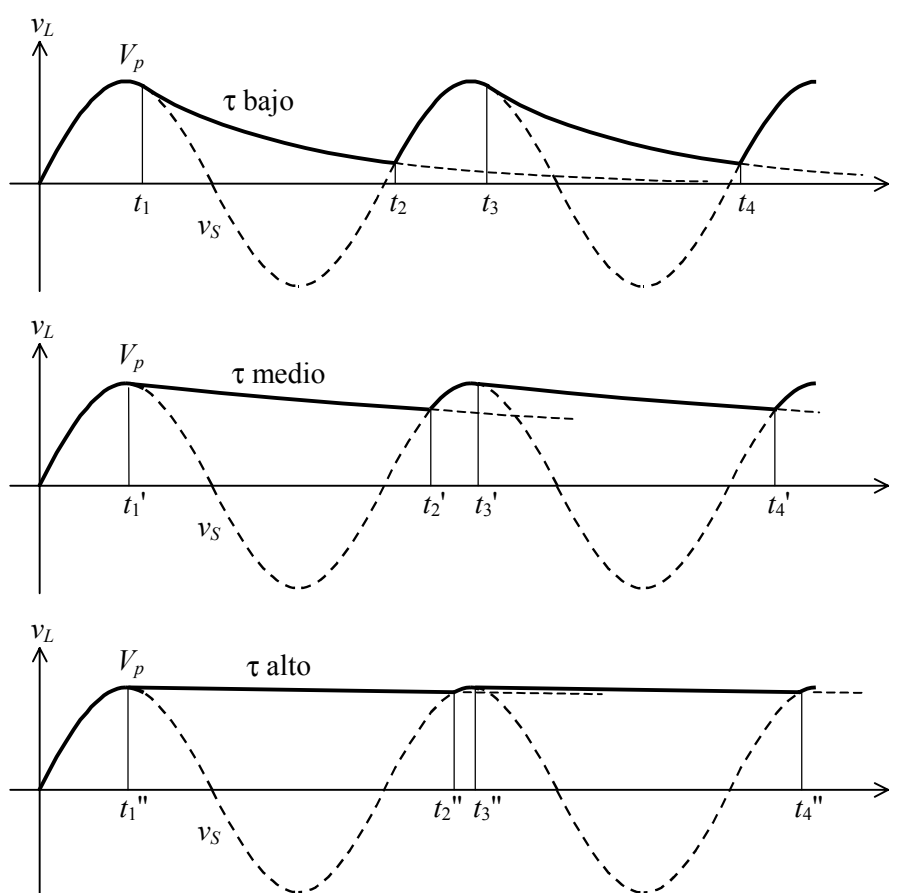 v_L
V_p
τ bajo
t_1 t_2 t_3 t_4
v_S
v_L
V_p
τ medio
t_1' t_2' t_3' t_4'
v_S
v_L
V_p
τ alto
t_1" t_2" t_3" t_4"
v_S